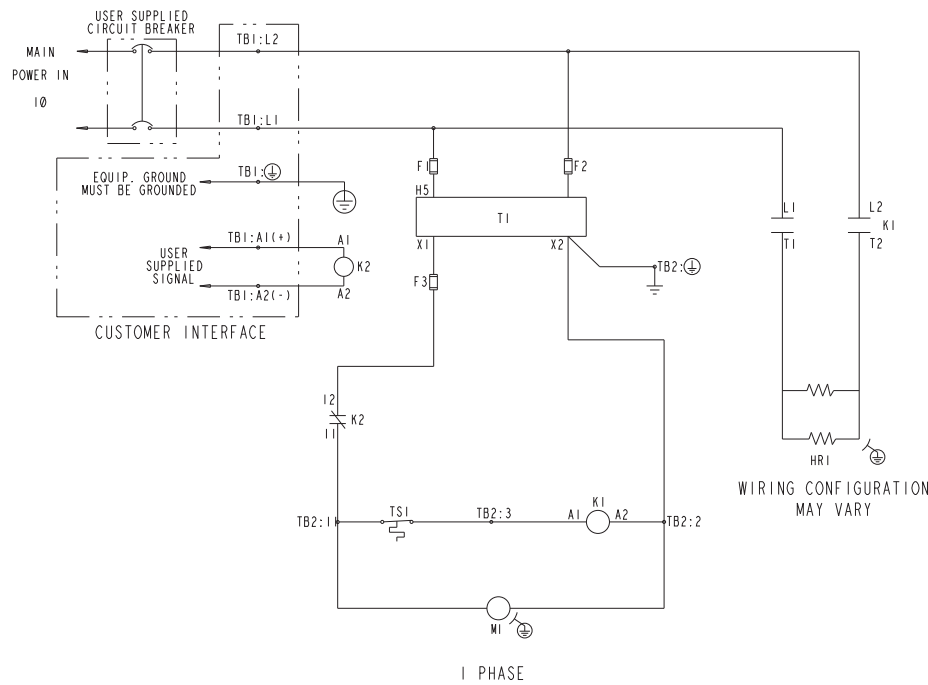 USER SUPPLIED
CIRCUIT BREAKER
MAIN
POWER IN
1Ø
TB1:L2
TB1:L1
EQUIP. GROUND
MUST BE GROUNDED
TB1:
USER
SUPPLIED
SIGNAL
TB1:A1(+)
TB1:A2(-)
A1
K2
A2
CUSTOMER INTERFACE
F1
F2
H5
T1
X1
X2
F3
TB2:
L1
T1
L2
K1
T2
12
K2
11
HR1
WIRING CONFIGURATION
MAY VARY
TB2:11
TS1
TB2:3
K1
A1
A2
TB2:2
M1
1 PHASE